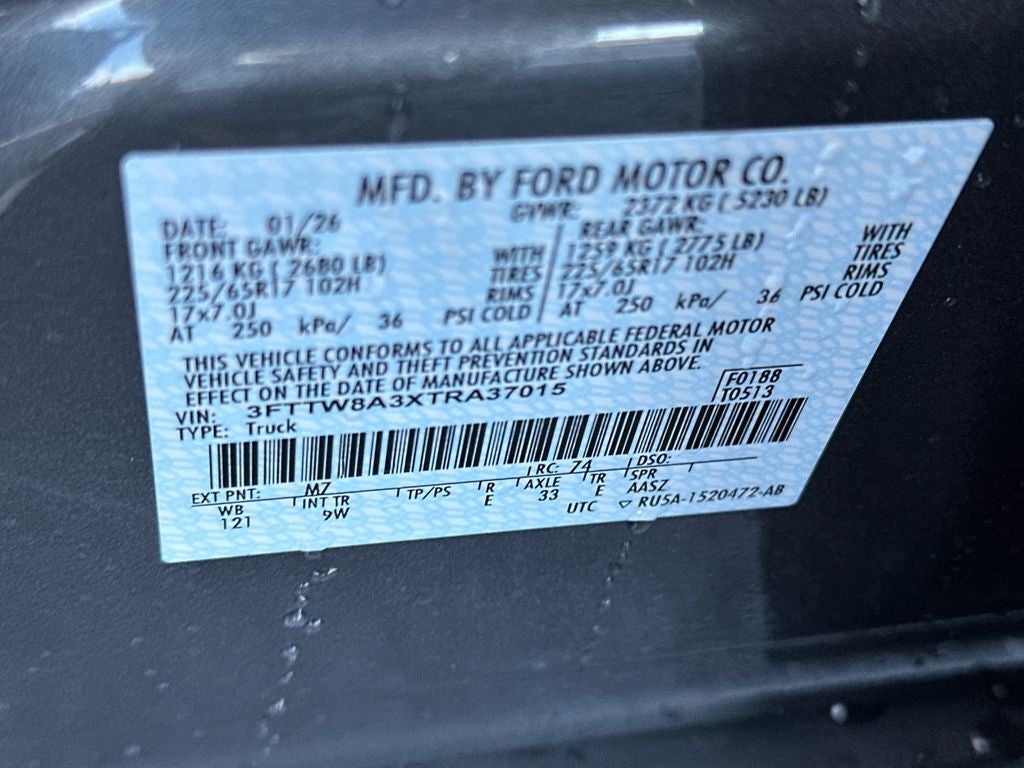 MFD. BY FORD MOTOR CO.
DATE: 01/26 GVWR: 2372 KG ( 5230 LB)
FRONT GAWR: REAR GAWR:
1216 KG ( 2680 LB) WITH 1259 KG ( 2775 LB) WITH
225/65R17 102H TIRES 225/65R17 102H TIRES
17x7.0J RIMS 17x7.0J RIMS
AT 250 kPa/ 36 PSI COLD AT 250 kPa/ 36 PSI COLD
THIS VEHICLE CONFORMS TO ALL APPLICABLE FEDERAL MOTOR
VEHICLE SAFETY AND THEFT PREVENTION STANDARDS IN
EFFECT ON THE DATE OF MANUFACTURE SHOWN ABOVE.
VIN: 3FTTW8A3XTRA37015 F0188
TYPE: Truck T0513
EXT PNT: M7 RC: 74 DSO:
WB INT TR TP/PS R AXLE TR SPR
121 9W E 33 E AASZ
UTC ▽ RU5A-1520472-AB